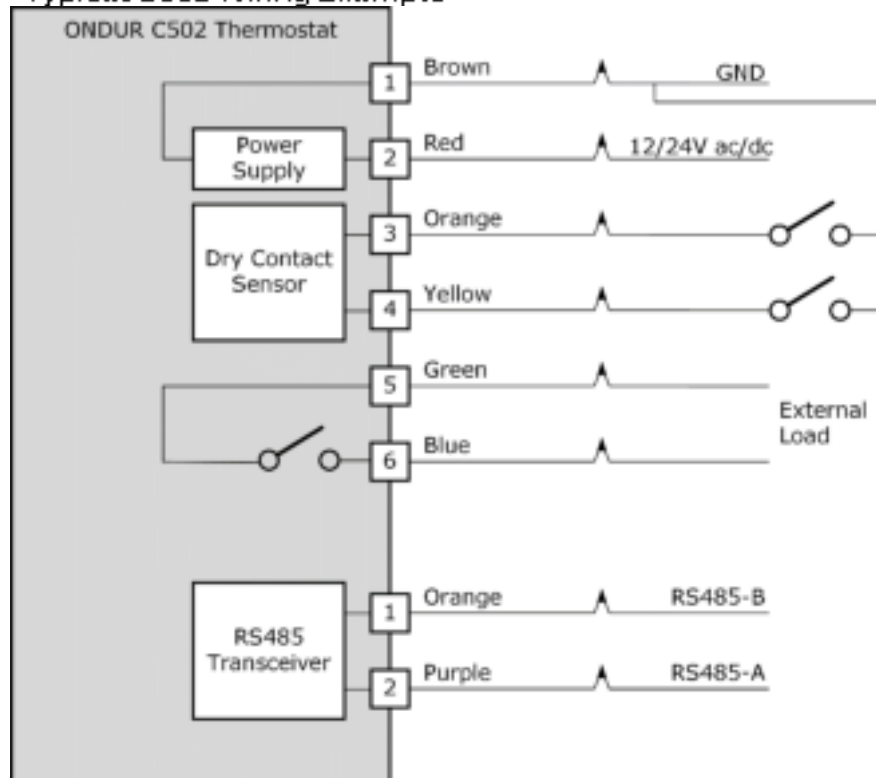 ONDUR C502 Thermostat
1 Brown GND
Power Supply
2 Red 12/24V ac/dc
3 Orange
Dry Contact Sensor
4 Yellow
5 Green
External Load
6 Blue
1 Orange RS485-B
RS485 Transceiver
2 Purple RS485-A